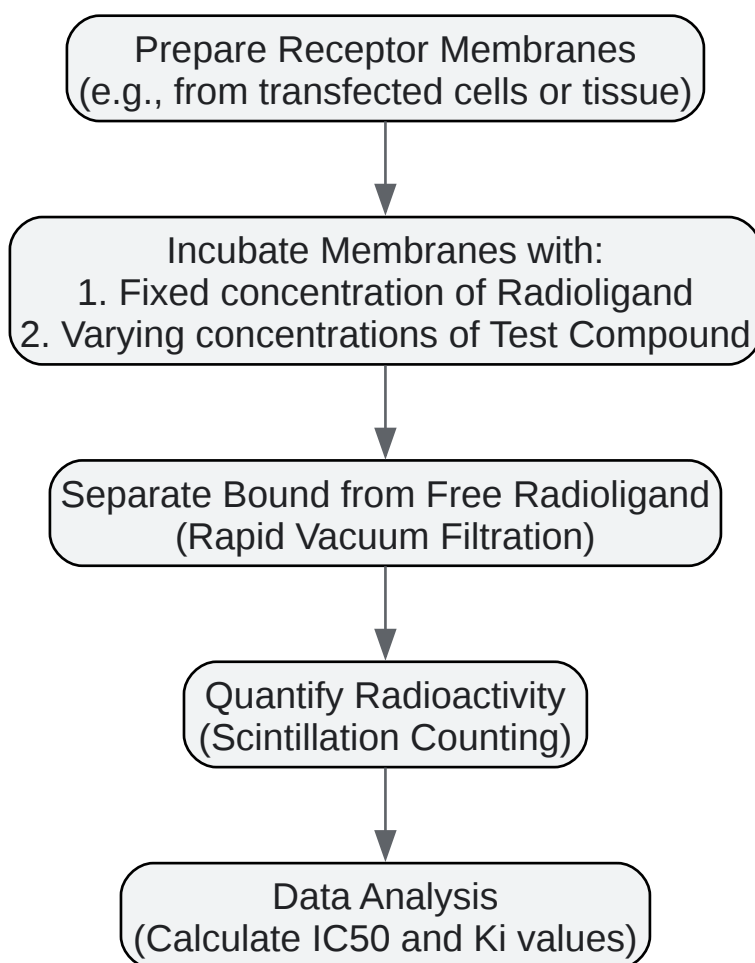 Prepare Receptor Membranes
(e.g., from transfected cells or tissue)
Incubate Membranes with:
1. Fixed concentration of Radioligand
2. Varying concentrations of Test Compound
Separate Bound from Free Radioligand
(Rapid Vacuum Filtration)
Quantify Radioactivity
(Scintillation Counting)
Data Analysis
(Calculate IC50 and Ki values)